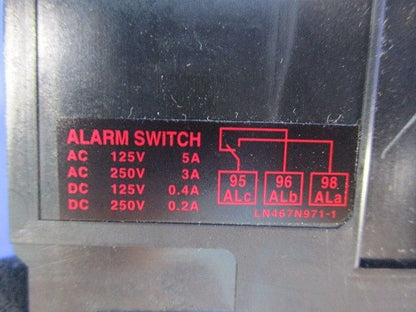 ALARM SWITCH
AC 125V 5A
AC 250V 3A
DC 125V 0.4A
DC 250V 0.2A
95 96 98
ALc ALb ALa
LN467N971-1